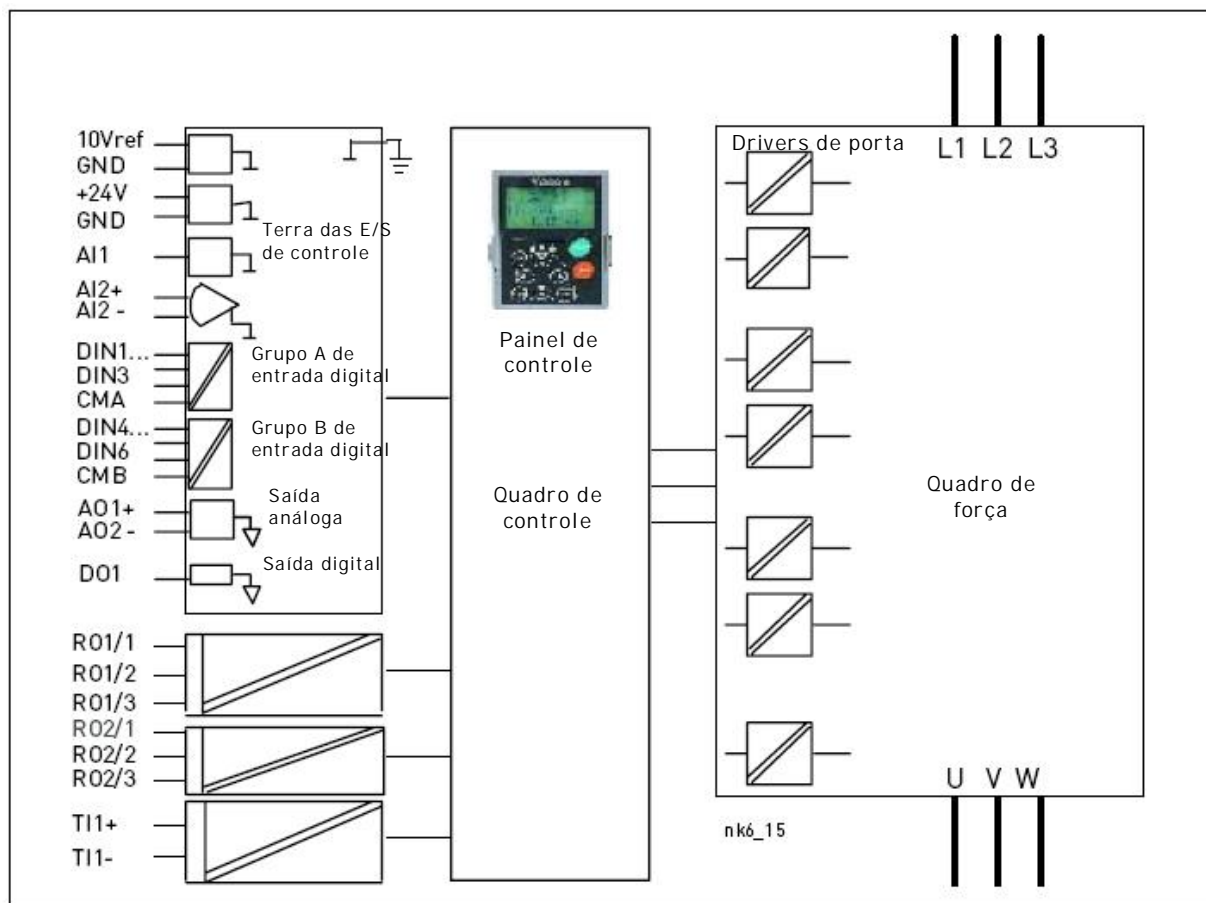 10Vref
GND
+24V
GND
AI1
AI2+
AI2 -
DIN1...
DIN3
CMA
DIN4...
DIN6
CMB
AO1+
AO2 -
DO1
RO1/1
RO1/2
RO1/3
RO2/1
RO2/2
RO2/3
TI1+
TI1-
Terra das E/S
de controle
Grupo A de
entrada digital
Grupo B de
entrada digital
Saída
análoga
Saída digital
Painel de
controle
Quadro de
controle
Drivers de porta
L1 L2 L3
Quadro de
força
U V W
nk6_15